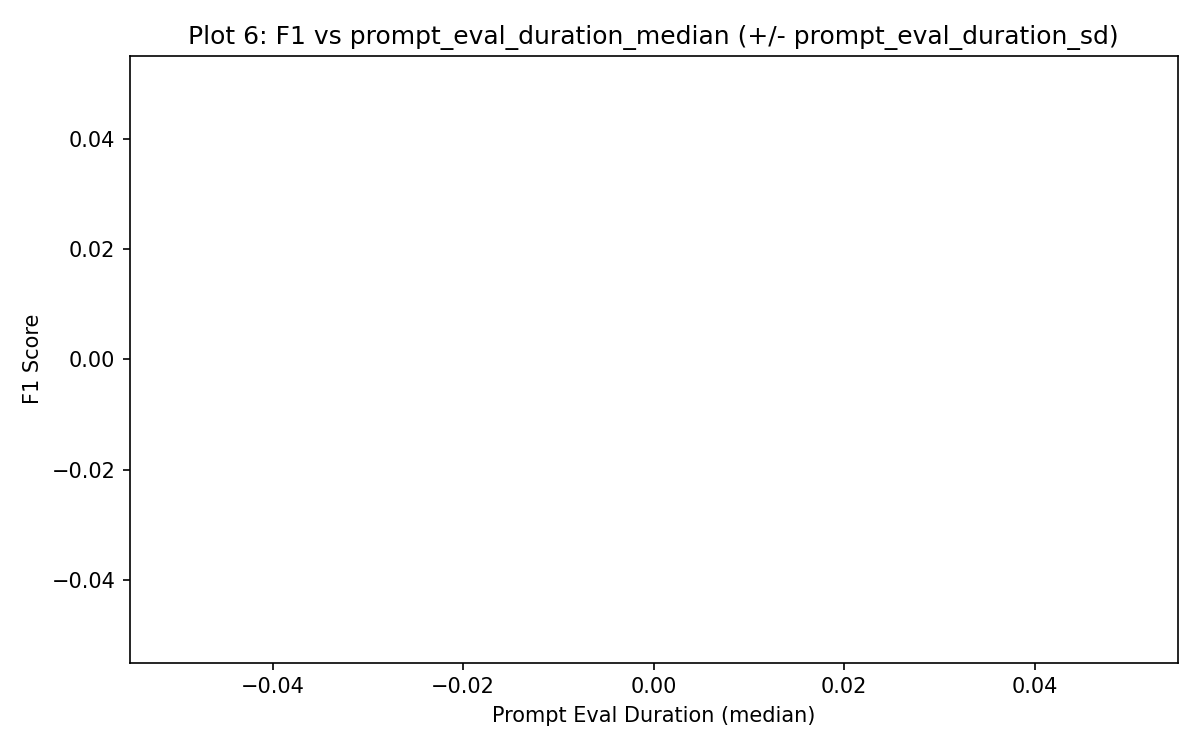 Plot 6: F1 vs prompt_eval_duration_median (+/- prompt_eval_duration_sd)
0.04
0.02
0.00
−0.02
−0.04
F1 Score
−0.04 −0.02 0.00 0.02 0.04
Prompt Eval Duration (median)